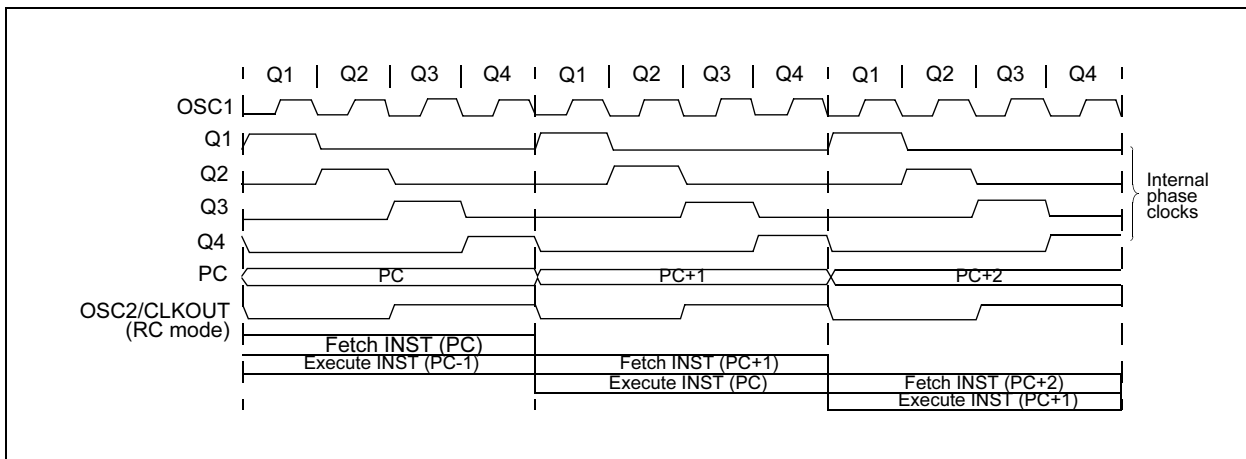 Q1 Q2 Q3 Q4 Q1 Q2 Q3 Q4 Q1 Q2 Q3 Q4
OSC1
Q1
Q2
Q3
Q4
Internal
phase
clocks
PC PC PC+1 PC+2
OSC2/CLKOUT
(RC mode)
Fetch INST (PC)
Execute INST (PC-1) Fetch INST (PC+1)
Execute INST (PC) Fetch INST (PC+2)
Execute INST (PC+1)